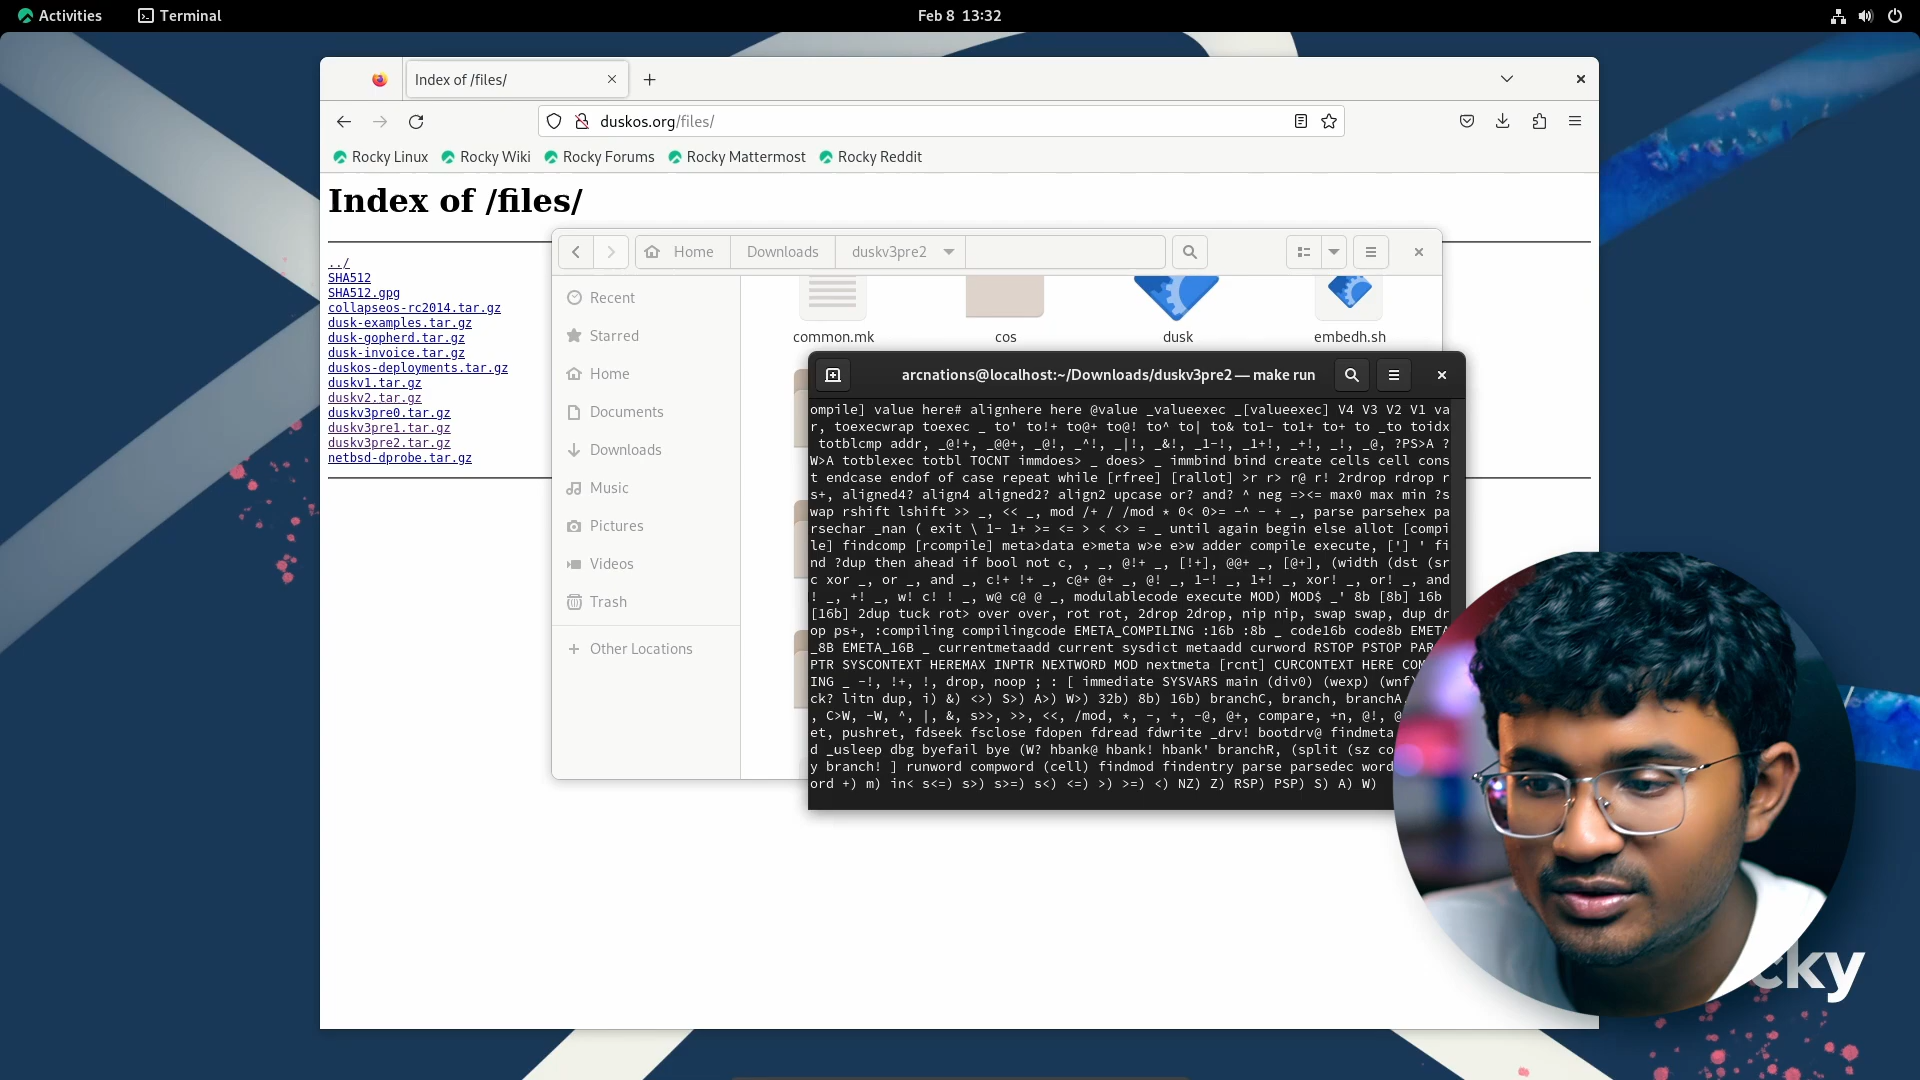 Activities
Terminal
Feb 8 13:32
Index of /files/
duskos.org/files/
Rocky Linux
Rocky Wiki
Rocky Forums
Rocky Mattermost
Rocky Reddit
Index of /files/
../
SHA512
SHA512.gpg
collapseos-rc2014.tar.gz
dusk-examples.tar.gz
dusk-gopherd.tar.gz
dusk-invoice.tar.gz
duskos-deployments.tar.gz
duskv1.tar.gz
duskv2.tar.gz
duskv3pre0.tar.gz
duskv3pre1.tar.gz
duskv3pre2.tar.gz
netbsd-dprobe.tar.gz
Home
Downloads
duskv3pre2
Recent
Starred
Home
Documents
Downloads
Music
Pictures
Videos
Trash
Other Locations
common.mk
cos
dusk
embedh.sh
arcnations@localhost:~/Downloads/duskv3pre2 — make run
ompile] value here# alignhere here @value _valueexec _[valueexec] V4 V3 V2 V1 va
r, toexecwrap toexec _ to' to!+ to@+ to@! to^ to| to& to1- to1+ to+ to _to toidx
totblcmp addr, _@!+, _@@+, _@!, _^!, _|!, _&!, _1-!, _1+!, _+!, _!, _@, ?PS>A ?
W>A totblexec totbl TOCNT immdoes> _ does> _ immbind bind create cells cell cons
t endcase endof of case repeat while [rfree] [rallot] >r r> r@ r! 2rdrop rdrop r
s+, aligned4? align4 aligned2? align2 upcase or? and? ^ neg =><= max0 max min ?s
wap rshift lshift >> _, << _, mod /+ / /mod * 0< 0>= -^ - + _, parse parsehex pa
rsechar _nan ( exit \ 1- 1+ >= <= > < <> = _ until again begin else allot [compi
le] findcomp [rcompile] meta>data e>meta w>e e>w adder compile execute, ['] ' fi
nd ?dup then ahead if bool not c, , _, @!+ _, [!+], @@+ _, [@+], (width (dst (sr
c xor _, or _, and _, c!+ !+ _, c@+ @+ _, @! _, 1-! _, 1+! _, xor! _, or! _, and
! _, +! _, w! c! ! _, w@ c@ @ _, modulablecode execute MOD) MOD$ _' 8b [8b] 16b
[16b] 2dup tuck rot> over over, rot rot, 2drop 2drop, nip nip, swap swap, dup dr
op ps+, :compiling compilingcode EMETA_COMPILING :16b :8b _ code16b code8b EMETA
_8B EMETA_16B _ currentmetaadd current sysdict metaadd curword RSTOP PSTOP
PTR SYSCONTEXT HEREMAX INPTR NEXTWORD MOD nextmeta [rcnt] CURCONTEXT HERE
ING _ -!, !+, !, drop, noop ; : [ immediate SYSVARS main (div0) (wexp) (wnf)
ck? litn dup, i) &) <>) S>) A>) W>) 32b) 8b) 16b) branchC, branch,
, C>W, -W, ^, |, &, s>>, >>, <<, /mod, *, -, +, -@, @+, compare, +n, @!,
et, pushret, fdseek fsclose fdopen fdread fdwrite _drv! bootdrv@
d _usleep dbg byefail bye (W? hbank@ hbank! hbank' branchR, (split (sz
y branch! ] runword compword (cell) findmod findentry parse parsedec
ord +) m) in< s<=) s>) s>=) s<) <=) >) >=) <) NZ) Z) RSP) PSP) S) A) W)